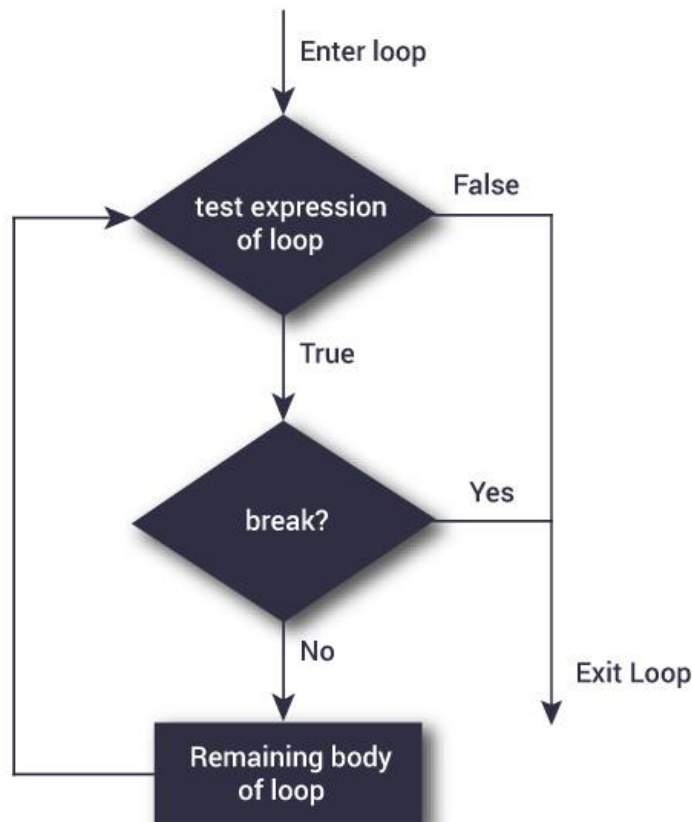 Enter loop
test expression
of loop
False
True
break?
Yes
No
Exit Loop
Remaining body
of loop